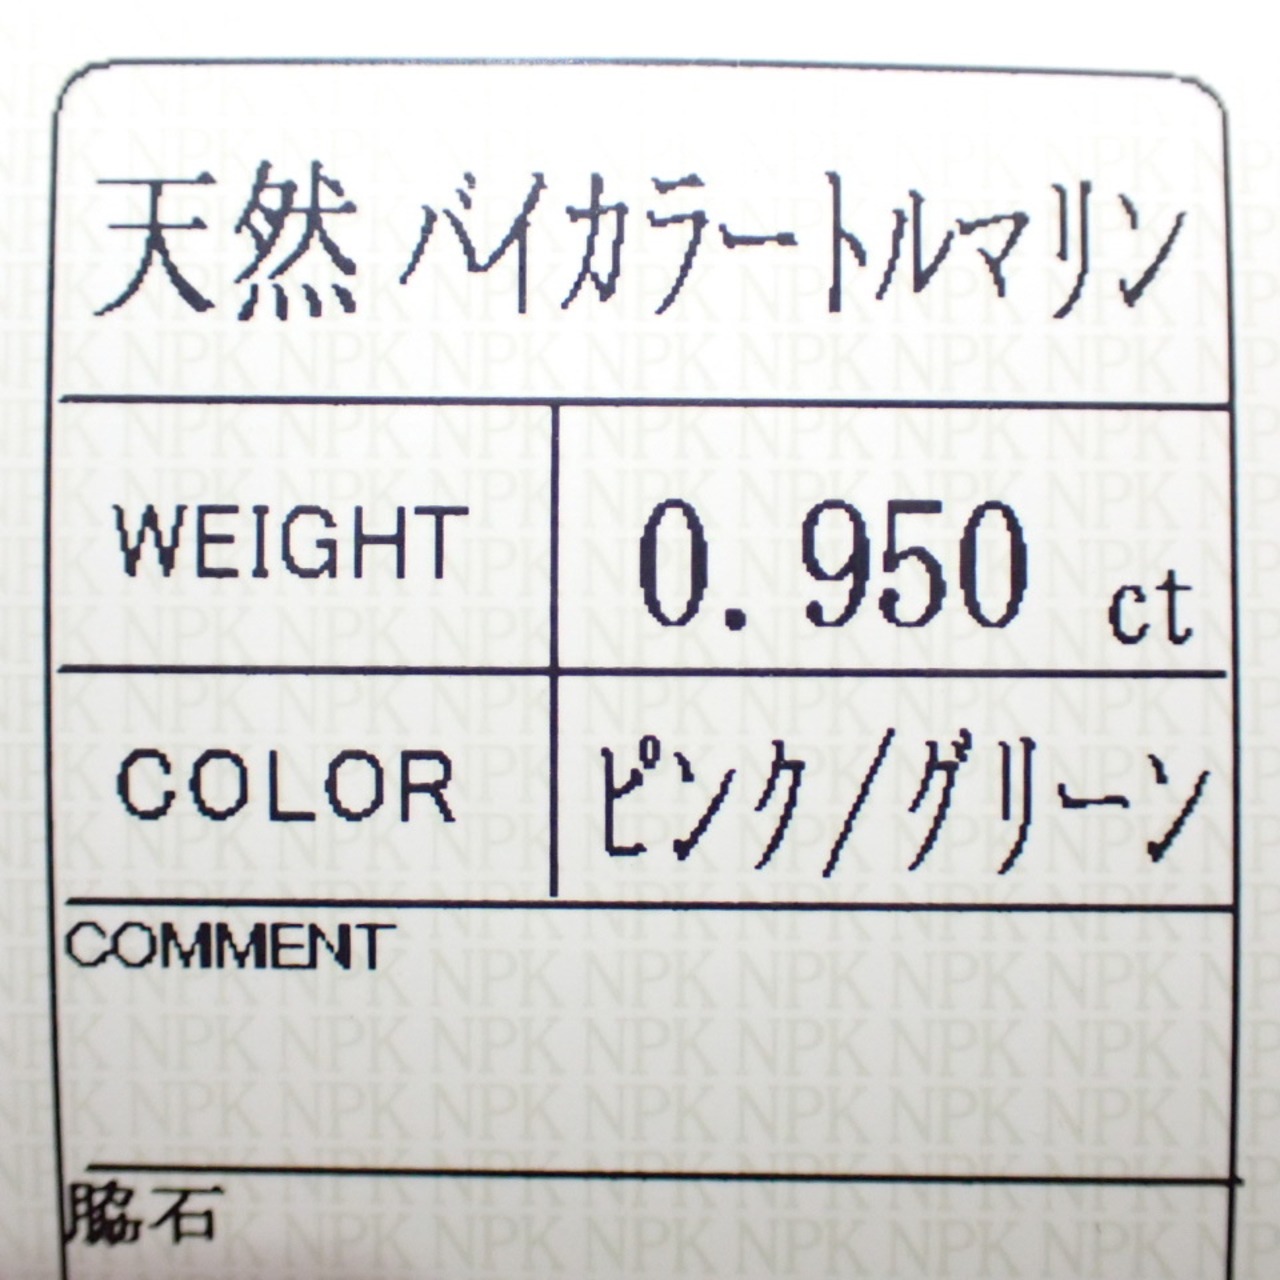 天然 バイカラートルマリン
WEIGHT 0.950 ct
COLOR ピンク/グリーン
COMMENT
脇石